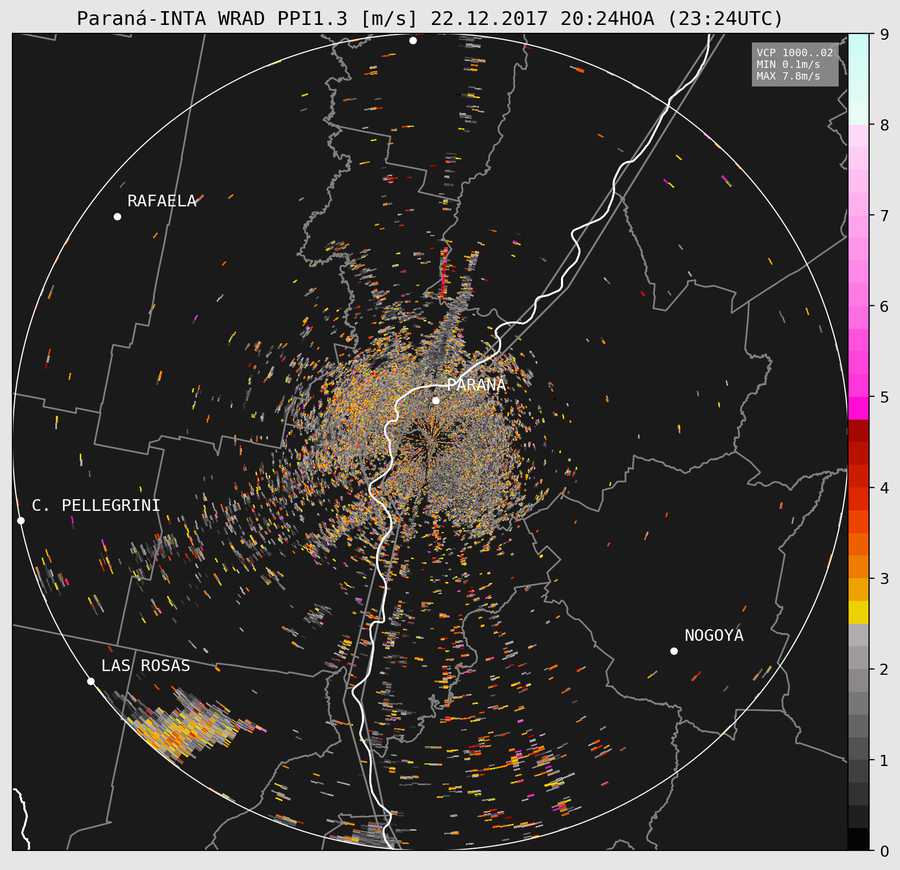 Paraná-INTA WRAD PPI1.3 [m/s] 22.12.2017 20:24HOA (23:24UTC)
VCP 1000..02
MIN 0.1m/s
MAX 7.8m/s
RAFAELA
PARANA
C. PELLEGRINI
NOGOYA
LAS ROSAS
9
8
7
6
5
4
3
2
1
0